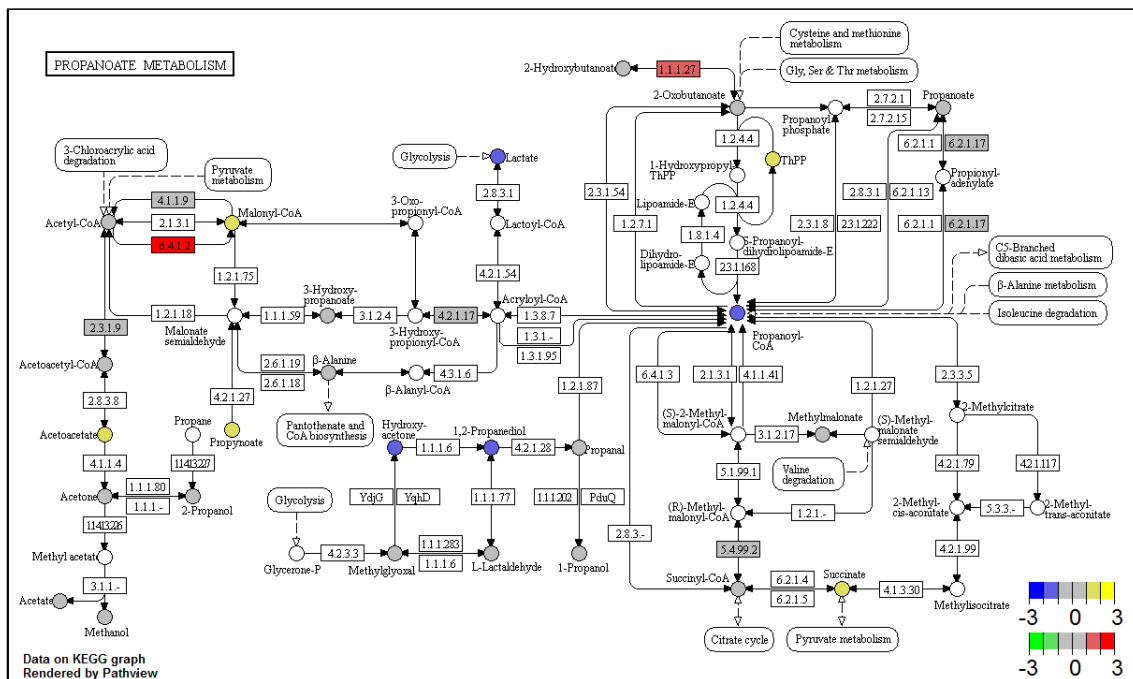 PROPANOATE METABOLISM
Cysteine and methionine
metabolism
Gly, Ser & Thr metabolism
2-Hydroxybutanoate
1.1.1.27
2-Oxobutanoate
Propanoyl
phosphate
2.7.2.1
2.7.2.15
Propanoate
3-Chloroacrylic acid
degradation
Pyruvate
metabolism
Glycolysis
Lactate
1.2.4.4
ThPP
6.2.1.1
6.2.1.17
1-Hydroxypropyl-
ThPP
Propionyl-
adenylate
4.1.1.9
Acetyl-CoA
2.1.3.1
Malonyl-CoA
6.4.1.2
3-Oxo-
propionyl-CoA
2.8.3.1
Lactoyl-CoA
2.3.1.54
1.2.7.1
Lipoamide-E
1.2.4.4
1.8.1.4
2.3.1.8
2.3.1.222
2.8.3.1
6.2.1.13
6.2.1.1
6.2.1.17
S-Propanoyl-
dihydrolipoamide-E
Dihydro-
lipoamide-E
2.3.1.168
C5-Branched
dibasic acid metabolism
β-Alanine metabolism
Isoleucine degradation
1.2.1.75
4.2.1.54
2.3.1.9
1.2.1.18
Malonate
semialdehyde
1.1.1.59
3-Hydroxy-
propanoate
3.1.2.4
3-Hydroxy-
propionyl-CoA
4.2.1.17
Acryloyl-CoA
1.3.8.7
1.3.1.-
1.3.1.95
Propanoyl-
CoA
Acetoacetyl-CoA
2.6.1.19
2.6.1.18
β-Alanine
β-Alanyl-CoA
4.3.1.6
1.2.1.87
6.4.1.3
2.1.3.1
4.1.1.41
1.2.1.27
2.3.3.5
2.8.3.8
4.2.1.27
Acetoacetate
Propane
Propynoate
Pantothenate and
CoA biosynthesis
Hydroxy-
acetone
1.1.1.6
1,2-Propanediol
4.2.1.28
Propanal
(S)-2-Methyl-
malonyl-CoA
3.1.2.17
Methylmalonate
(S)-Methyl-
malonate
semialdehyde
2-Methylcitrate
4.1.1.4
1.14.13.227
Valine
degradation
5.1.99.1
4.2.1.79
4.2.1.117
Acetone
1.1.1.80
1.1.1.-
2-Propanol
Glycolysis
YdjG
YqhD
1.1.1.77
1.1.1.202
PduQ
(R)-Methyl-
malonyl-CoA
1.2.1.-
2-Methyl-
cis-aconitate
5.3.3.-
2-Methyl-
trans-aconitate
1.14.13.226
Methyl acetate
Glycerone-P
4.2.3.3
Methylglyoxal
1.1.1.283
1.1.1.6
L-Lactaldehyde
1-Propanol
2.8.3.-
5.4.99.2
4.2.1.99
3.1.1.-
Acetate
Methanol
Succinyl-CoA
6.2.1.4
6.2.1.5
Succinate
4.1.3.30
Methylisocitrate
Citrate cycle
Pyruvate metabolism
-3 0 3
-3 0 3
Data on KEGG graph
Rendered by Pathview